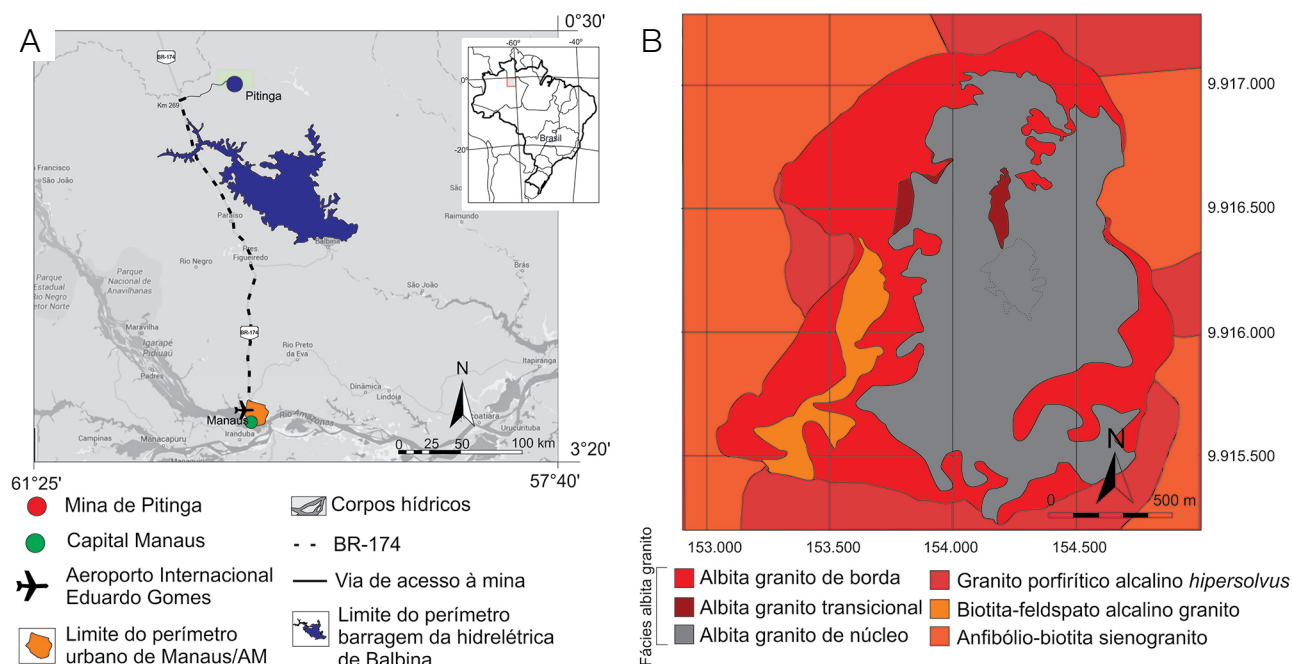 A
0°30'
BR-174
-60°
-40°
0°
Brasil
-20°
Pitinga
Km 269
Francisco
São João
Paraíso
Raimundo
Balbina
Pres.
Figueiredo
Rio Negro
Brás
Parque
Nacional de
Anavilhanas
Parque
Estadual
Rio Negro
etor Norte
São João
Maravilha
BR-174
Igarapé
Pidiuaú
Rio Preto
da Eva
Itapiranga
Padres
Dinâmica
Lindóia
N
Manaus
Rio Amazonas
Iranduba
Campinas
Manacapuru
oatiara
Urucurituba
0 25 50 100 km
3°20'
61°25'
57°40'
Mina de Pitinga
Capital Manaus
Aeroporto Internacional
Eduardo Gomes
Limite do perímetro
urbano de Manaus/AM
Corpos hídricos
BR-174
Via de acesso à mina
Limite do perímetro
barragem da hidrelétrica
de Balbina
B
9.917.000
9.916.500
9.916.000
9.915.500
N
0 500 m
153.000 153.500 154.000 154.500
Fácies albita granito
Albita granito de borda
Albita granito transicional
Albita granito de núcleo
Granito porfirítico alcalino hipersolvus
Biotita-feldspato alcalino granito
Anfibólio-biotita sienogranito